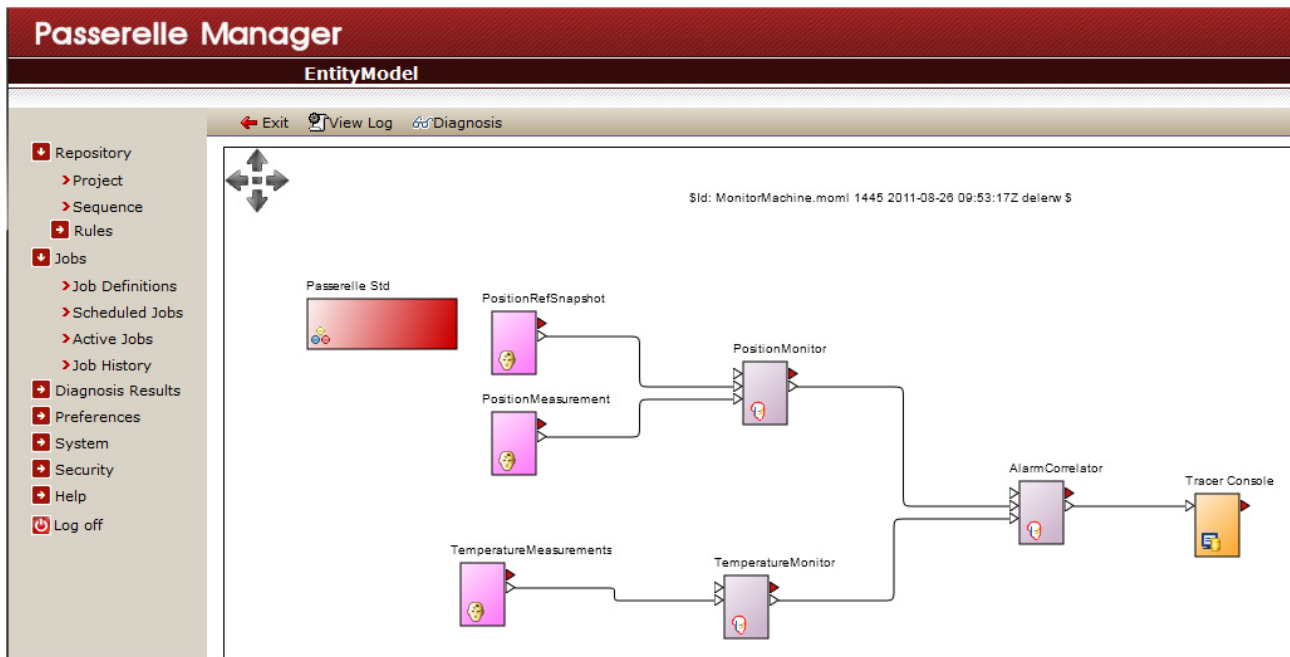 Passerelle Manager
EntityModel
Exit View Log Diagnosis
Repository
Project
Sequence
Rules
Jobs
Job Definitions
Scheduled Jobs
Active Jobs
Job History
Diagnosis Results
Preferences
System
Security
Help
Log off
$Id: MonitorMachine.moml 1445 2011-08-26 09:53:17Z delerw $
Passerelle Std
PositionRefSnapshot
PositionMonitor
PositionMeasurement
AlarmCorrelator
Tracer Console
TemperatureMeasurements
TemperatureMonitor